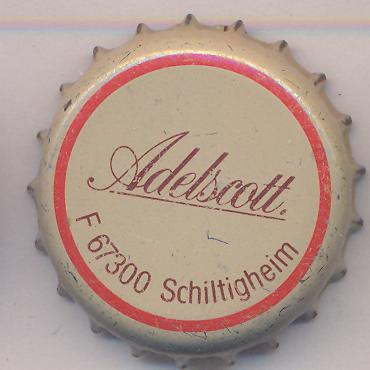 Adelscott.
F 67300 Schiltigheim